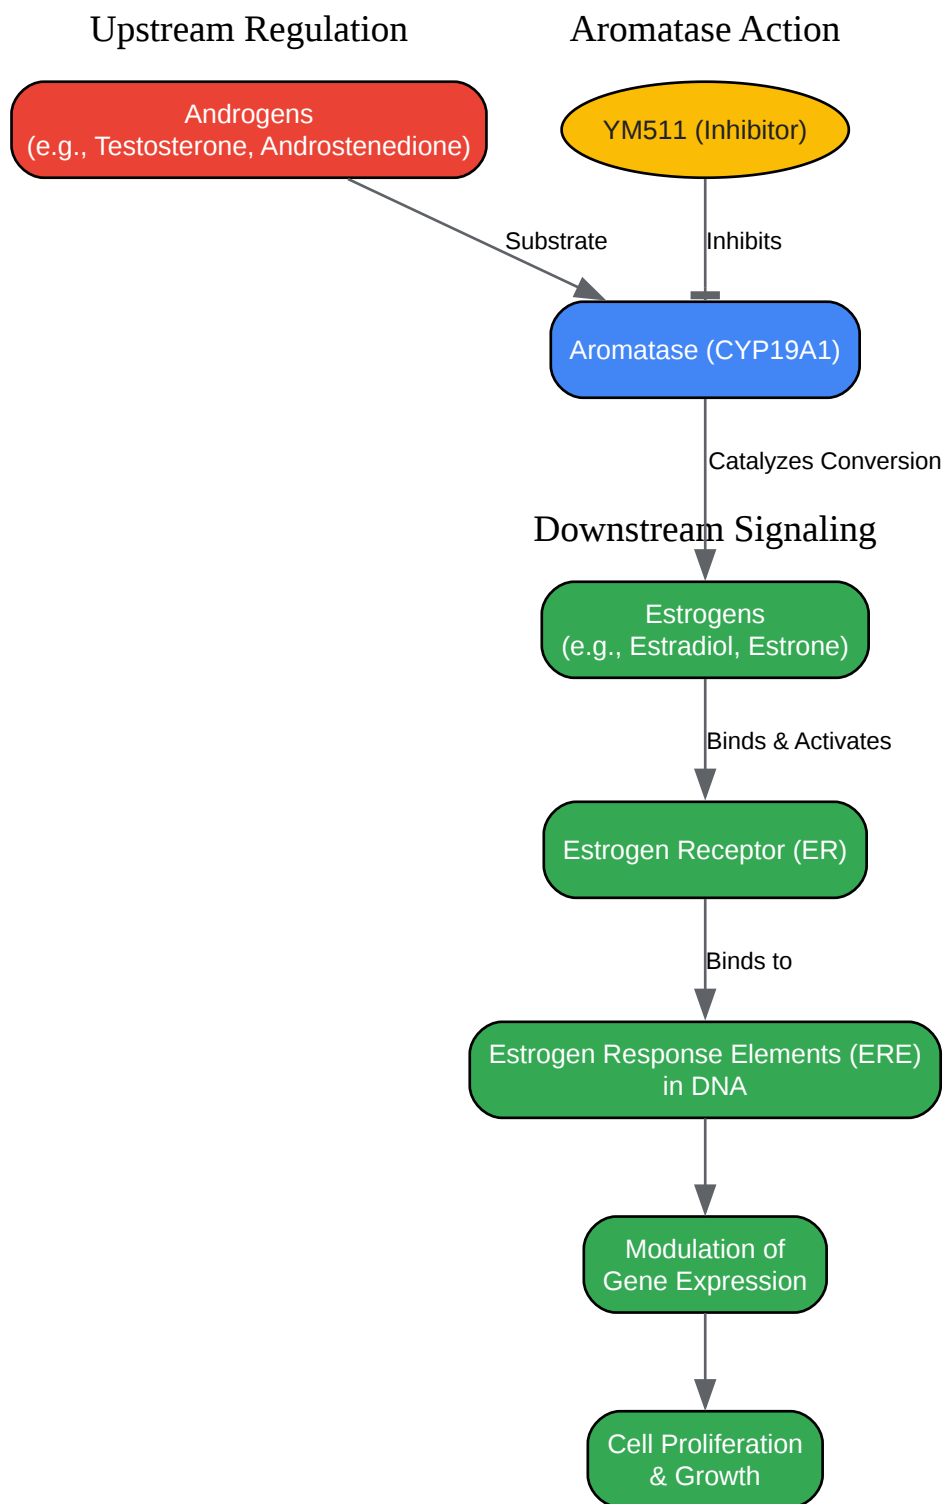 Upstream Regulation
Aromatase Action
Androgens
(e.g., Testosterone, Androstenedione)
YM511 (Inhibitor)
Substrate
Inhibits
Aromatase (CYP19A1)
Catalyzes Conversion
Downstream Signaling
Estrogens
(e.g., Estradiol, Estrone)
Binds & Activates
Estrogen Receptor (ER)
Binds to
Estrogen Response Elements (ERE)
in DNA
Modulation of
Gene Expression
Cell Proliferation
& Growth